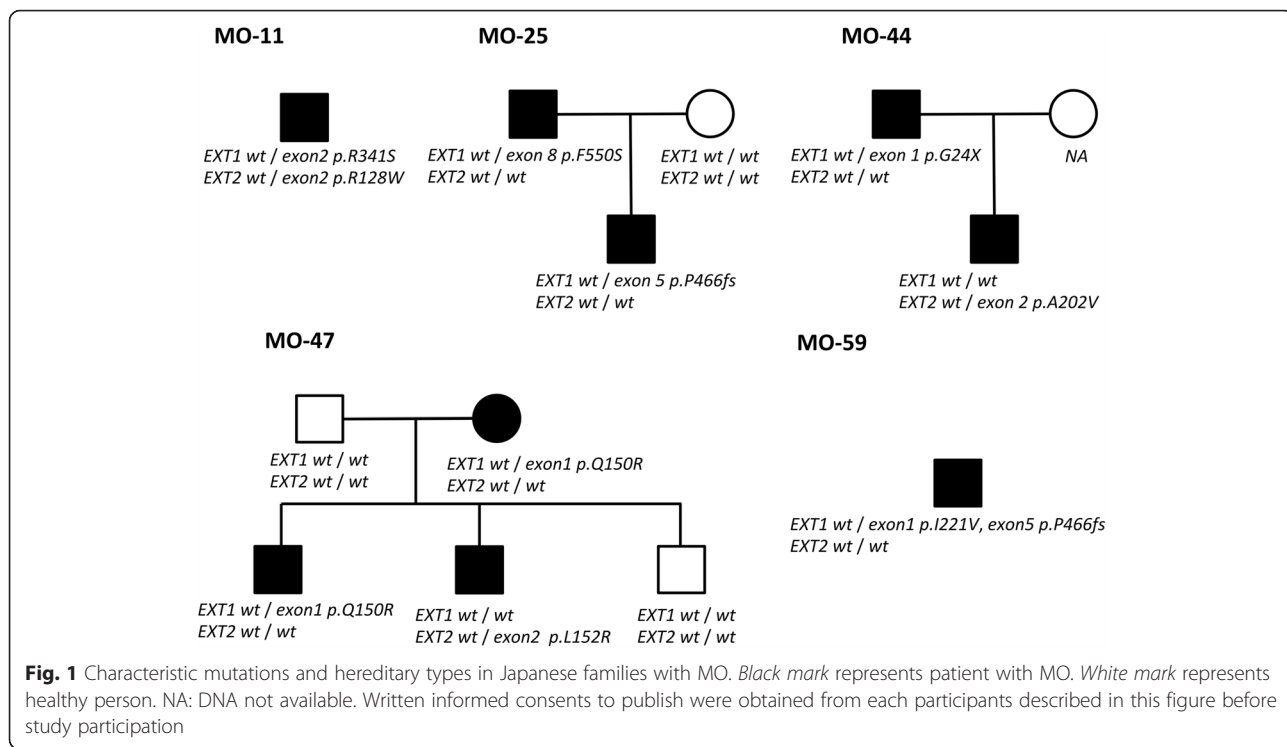 MO-11
MO-25
MO-44
EXT1 wt / exon2 p.R341S
EXT2 wt / exon2 p.R128W
EXT1 wt / exon 8 p.F550S
EXT2 wt / wt
EXT1 wt / wt
EXT2 wt / wt
EXT1 wt / exon 1 p.G24X
EXT2 wt / wt
NA
EXT1 wt / exon 5 p.P466fs
EXT2 wt / wt
EXT1 wt / wt
EXT2 wt / exon 2 p.A202V
MO-47
MO-59
EXT1 wt / wt
EXT2 wt / wt
EXT1 wt / exon1 p.Q150R
EXT2 wt / wt
EXT1 wt / exon1 p.I221V, exon5 p.P466fs
EXT2 wt / wt
EXT1 wt / exon1 p.Q150R
EXT2 wt / wt
EXT1 wt / wt
EXT2 wt / exon2 p.L152R
EXT1 wt / wt
EXT2 wt / wt
Fig. 1 Characteristic mutations and hereditary types in Japanese families with MO. Black mark represents patient with MO. White mark represents
healthy person. NA: DNA not available. Written informed consents to publish were obtained from each participants described in this figure before
study participation